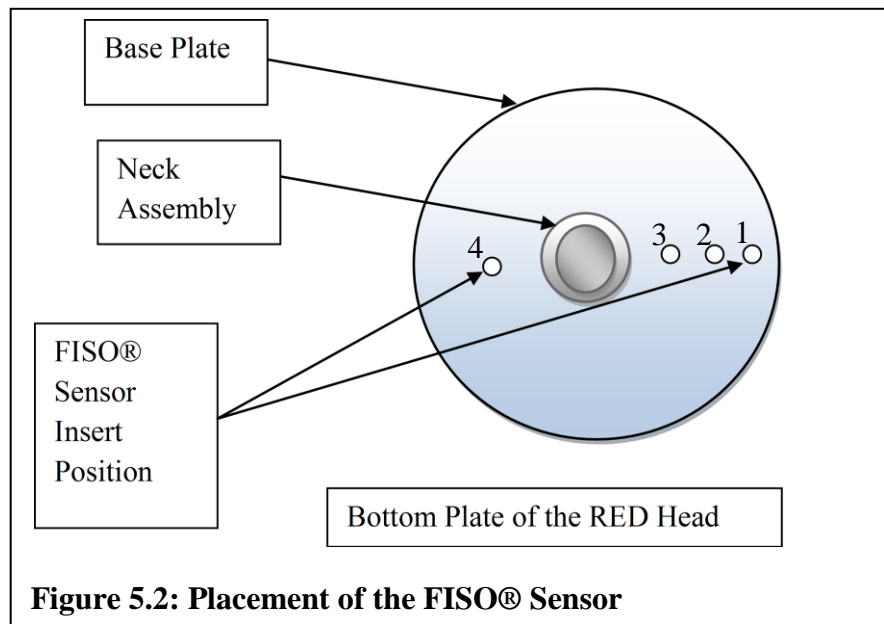 Base Plate
Neck
Assembly
4
3 2 1
FISO®
Sensor
Insert
Position
Bottom Plate of the RED Head
Figure 5.2: Placement of the FISO® Sensor